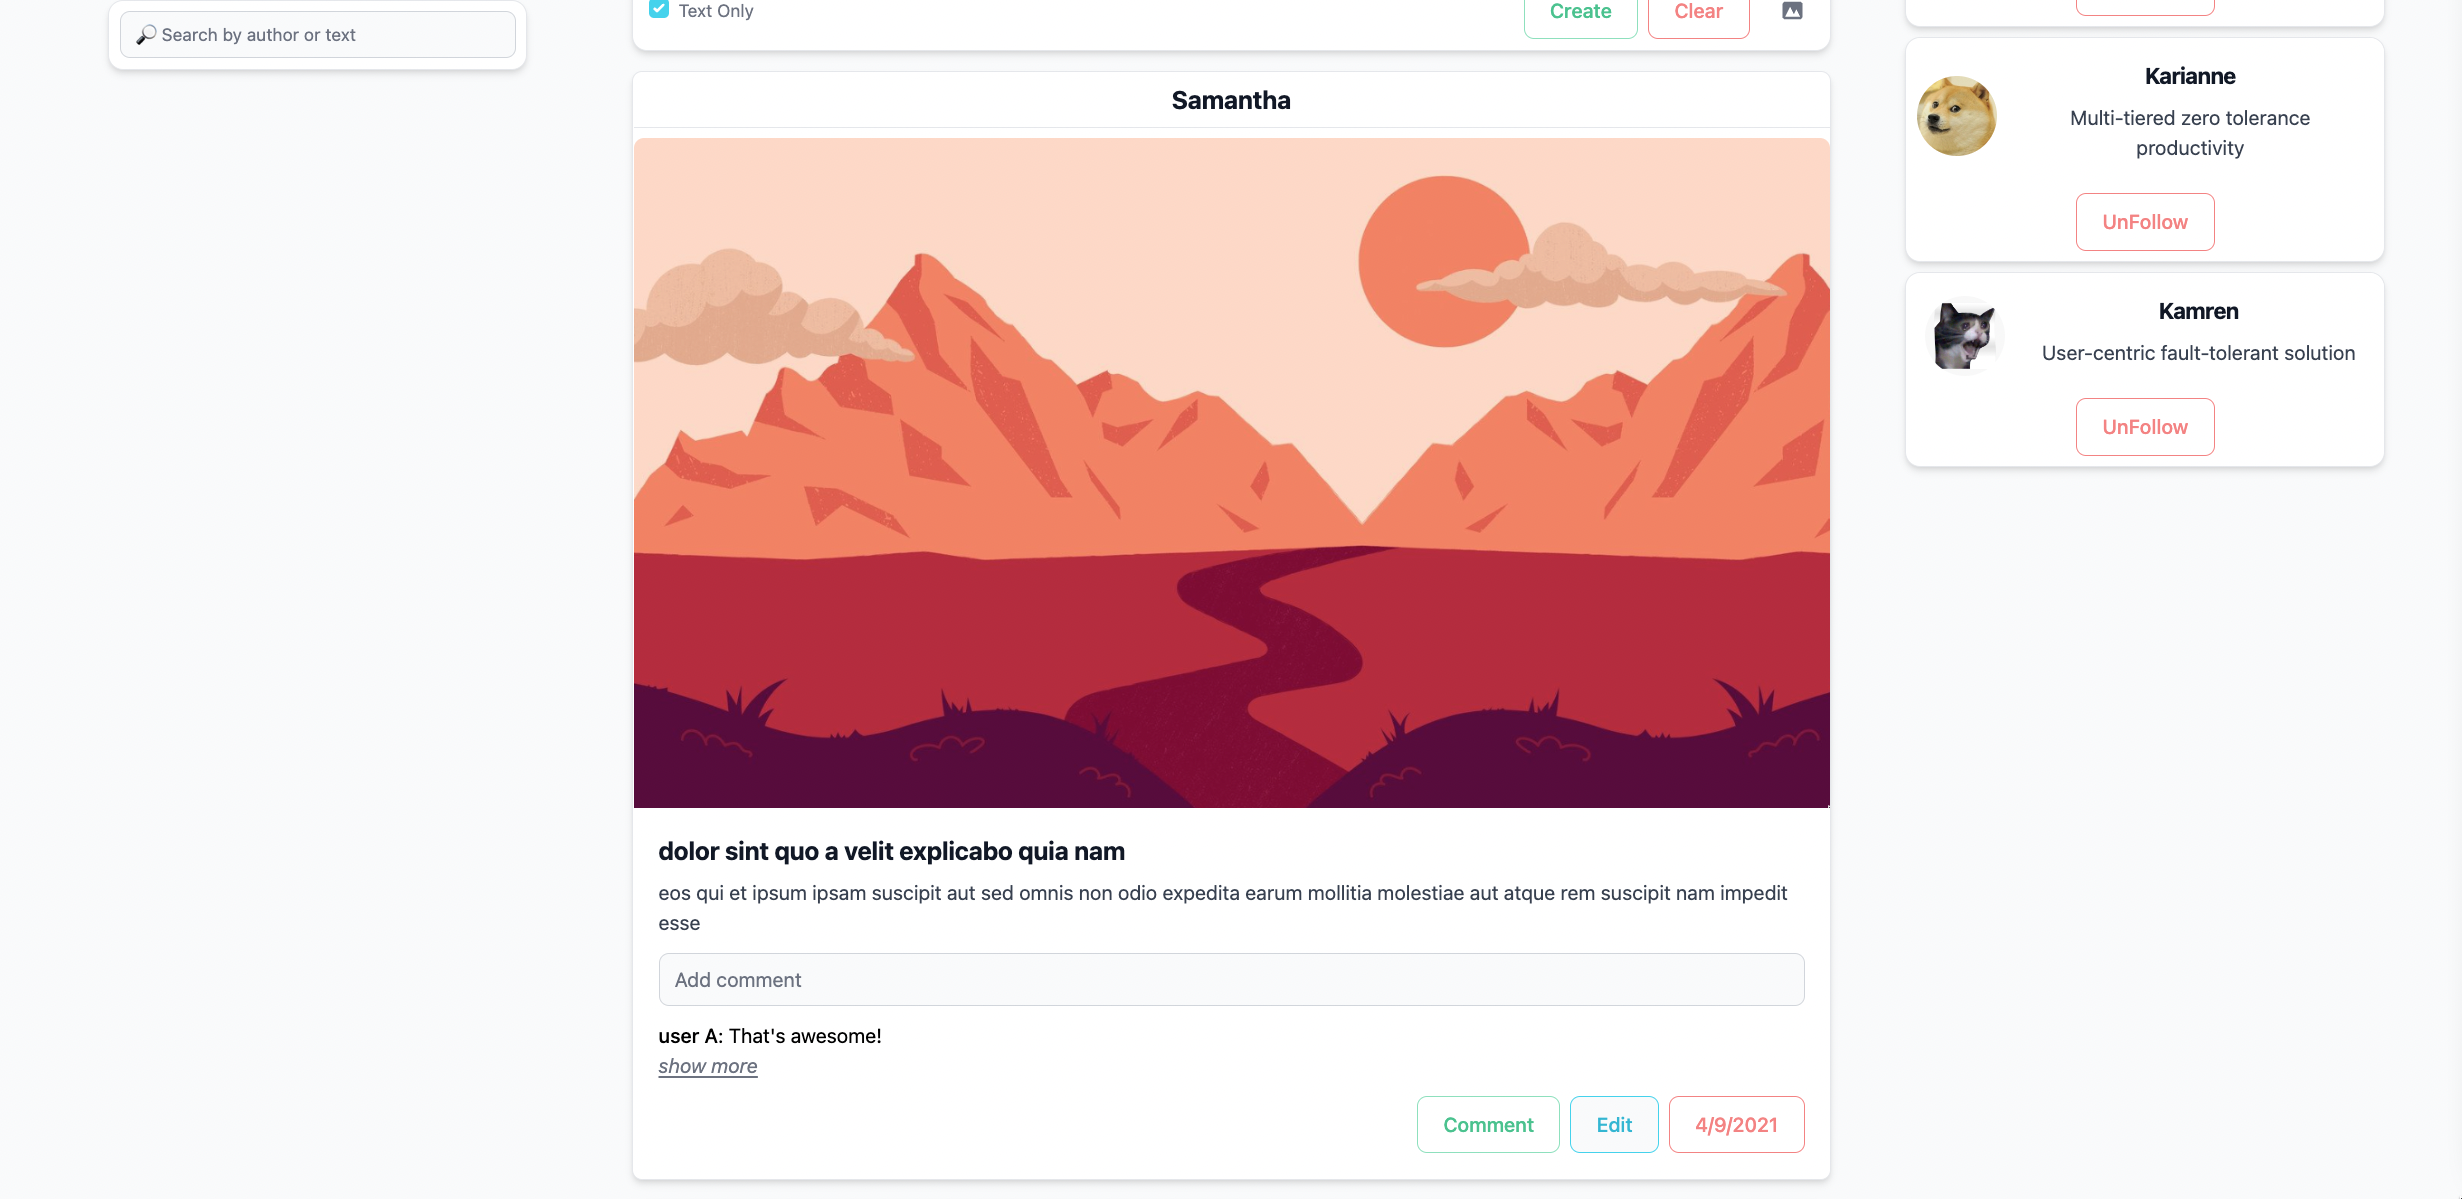 Search by author or text
Text Only
Create
Clear
Samantha
dolor sint quo a velit explicabo quia nam
eos qui et ipsum ipsam suscipit aut sed omnis non odio expedita earum mollitia molestiae aut atque rem suscipit nam impedit
esse
Add comment
user A: That's awesome!
show more
Comment
Edit
4/9/2021
Karianne
Multi-tiered zero tolerance
productivity
UnFollow
Kamren
User-centric fault-tolerant solution
UnFollow